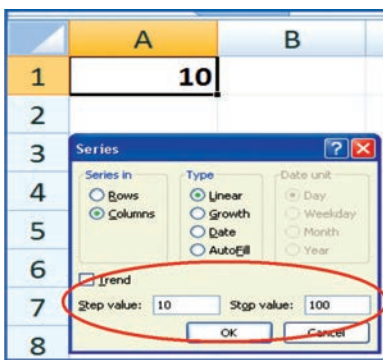 A B
1 10
2
3
4
5
6
7
8
Series
Series in Type Date unit
Rows Linear Day
Columns Growth Weekday
Date Month
AutoFill Year
Trend
Step value: 10 Stop value: 100
OK Cancel